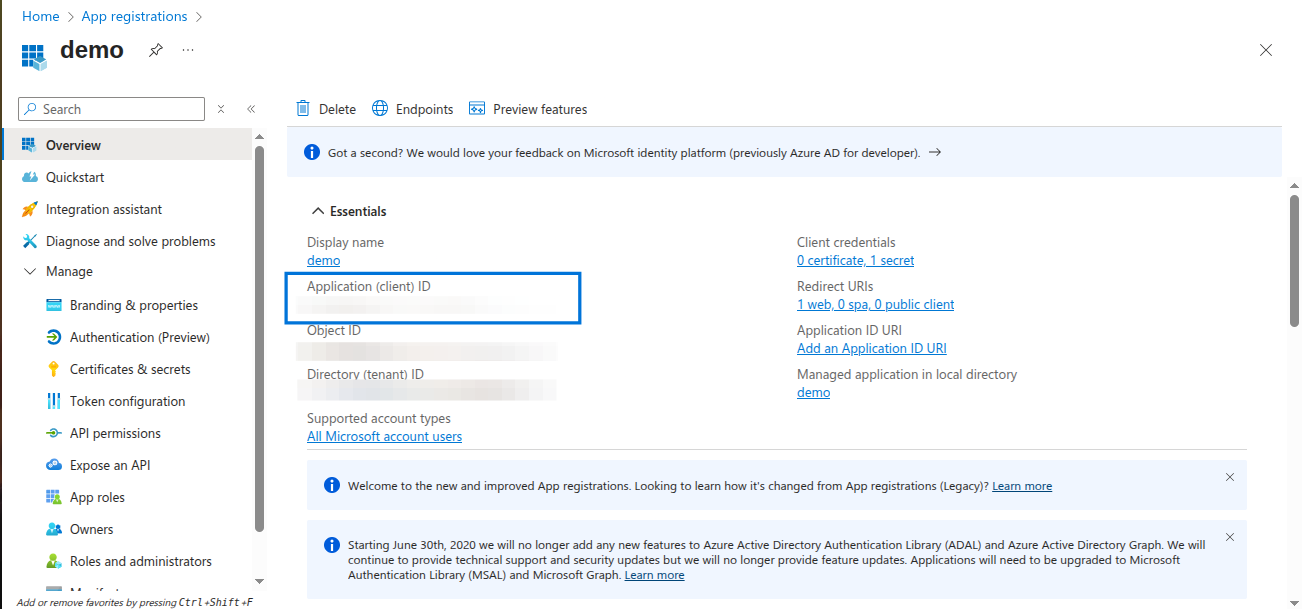 Home > App registrations >
demo
Search
Overview
Quickstart
Integration assistant
Diagnose and solve problems
Manage
Branding & properties
Authentication (Preview)
Certificates & secrets
Token configuration
API permissions
Expose an API
App roles
Owners
Roles and administrators
Add or remove favorites by pressing Ctrl+Shift+F
Delete Endpoints Preview features
Got a second? We would love your feedback on Microsoft identity platform (previously Azure AD for developer). →
Essentials
Display name
demo
Application (client) ID
Object ID
Directory (tenant) ID
Supported account types
All Microsoft account users
Client credentials
0 certificate, 1 secret
Redirect URIs
1 web, 0 spa, 0 public client
Application ID URI
Add an Application ID URI
Managed application in local directory
demo
Welcome to the new and improved App registrations. Looking to learn how it's changed from App registrations (Legacy)? Learn more
Starting June 30th, 2020 we will no longer add any new features to Azure Active Directory Authentication Library (ADAL) and Azure Active Directory Graph. We will
continue to provide technical support and security updates but we will no longer provide feature updates. Applications will need to be upgraded to Microsoft
Authentication Library (MSAL) and Microsoft Graph. Learn more